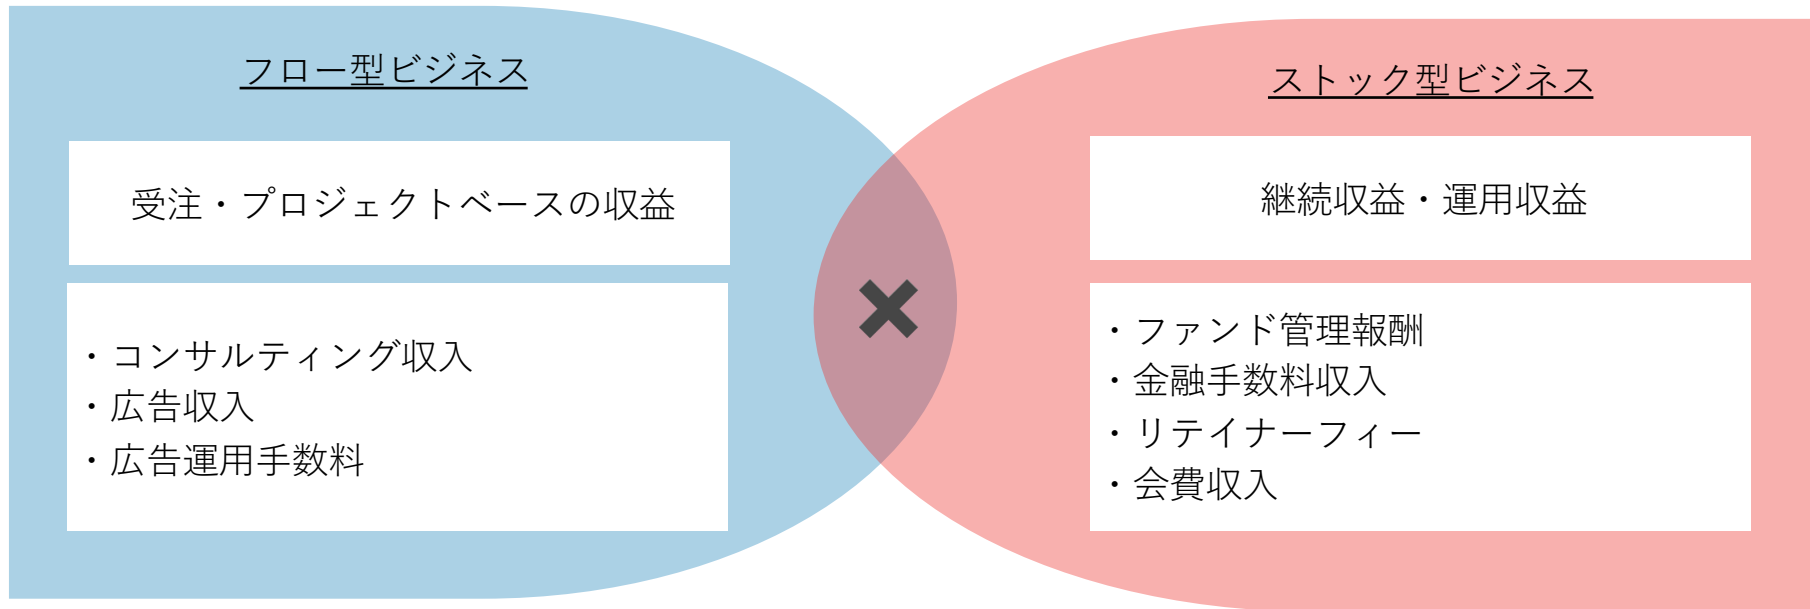 フロー型ビジネス
受注・プロジェクトベースの収益
・コンサルティング収入
・広告収入
・広告運用手数料
ストック型ビジネス
継続収益・運用収益
・ファンド管理報酬
・金融手数料収入
・リテイナーフィー
・会費収入